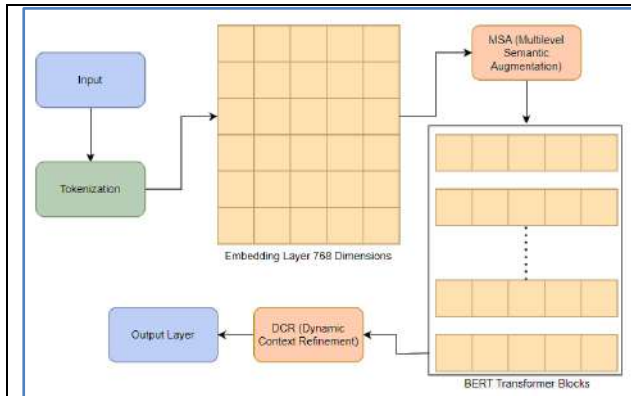 Input
Tokenization
Embedding Layer 768 Dimensions
MSA (Multilevel
Semantic
Augmentation)
BERT Transformer Blocks
DCR (Dynamic
Context Refinement)
Output Layer